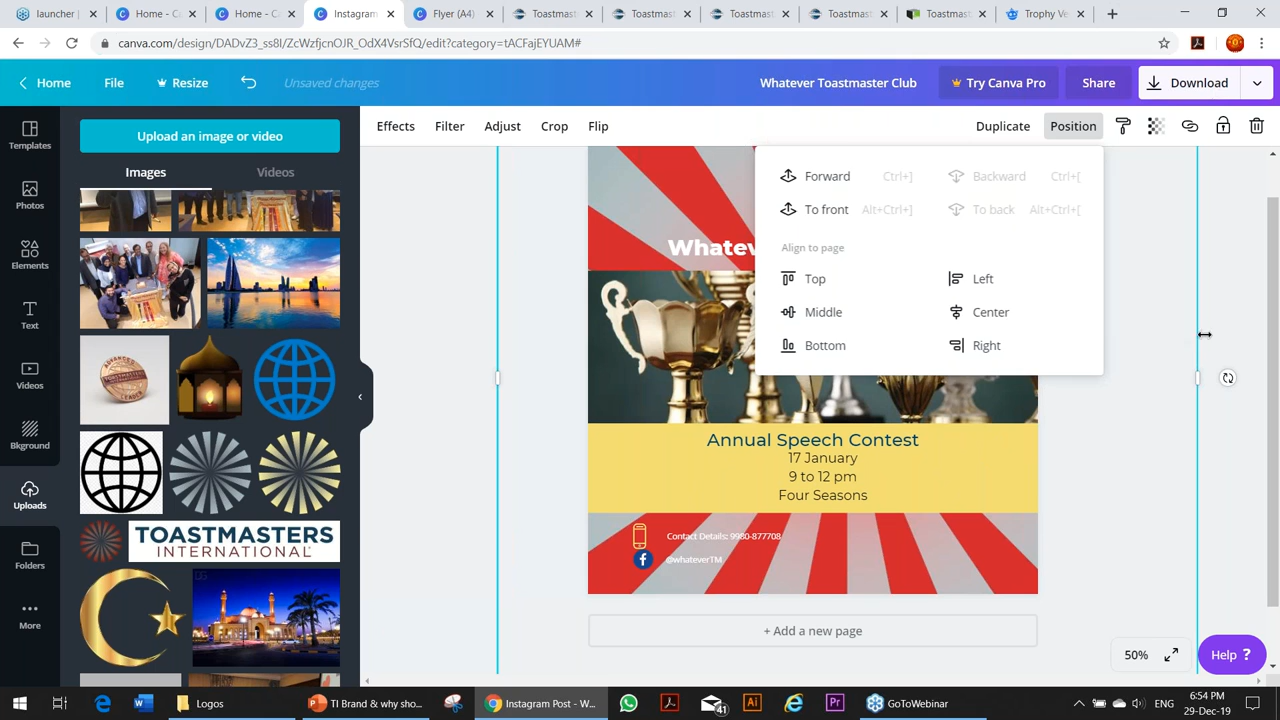 launcher
Home - C
Home - C
Instagram
Flyer (A4)
Toastmast
Toastmast
Toastmast
Toastmast
Toastmast
Trophy Ve
canva.com/design/DADvZ3_ss8I/ZcWzfjcnOJR_OdX4VsrSfQ/edit?category=tACFajEYUAM#
Home
File
Resize
Unsaved changes
Whatever Toastmaster Club
Try Canva Pro
Share
Download
Effects
Filter
Adjust
Crop
Flip
Duplicate
Position
Templates
Photos
Elements
Text
Videos
Bkground
Uploads
Folders
More
Upload an image or video
Images
Videos
ADVANCED
TOASTMASTERS
LEADER
TOASTMASTERS
INTERNATIONAL
Forward Ctrl+]
Backward Ctrl+[
To front Alt+Ctrl+]
To back Alt+Ctrl+[
Align to page
Top
Left
Middle
Center
Bottom
Right
Whatev
Annual Speech Contest
17 January
9 to 12 pm
Four Seasons
Contact Details: 9980-877708
@whateverTM
+ Add a new page
50%
Help ?
Logos
TI Brand & why sho...
Instagram Post - W...
41
GoToWebinar
ENG
6:54 PM
29-Dec-19